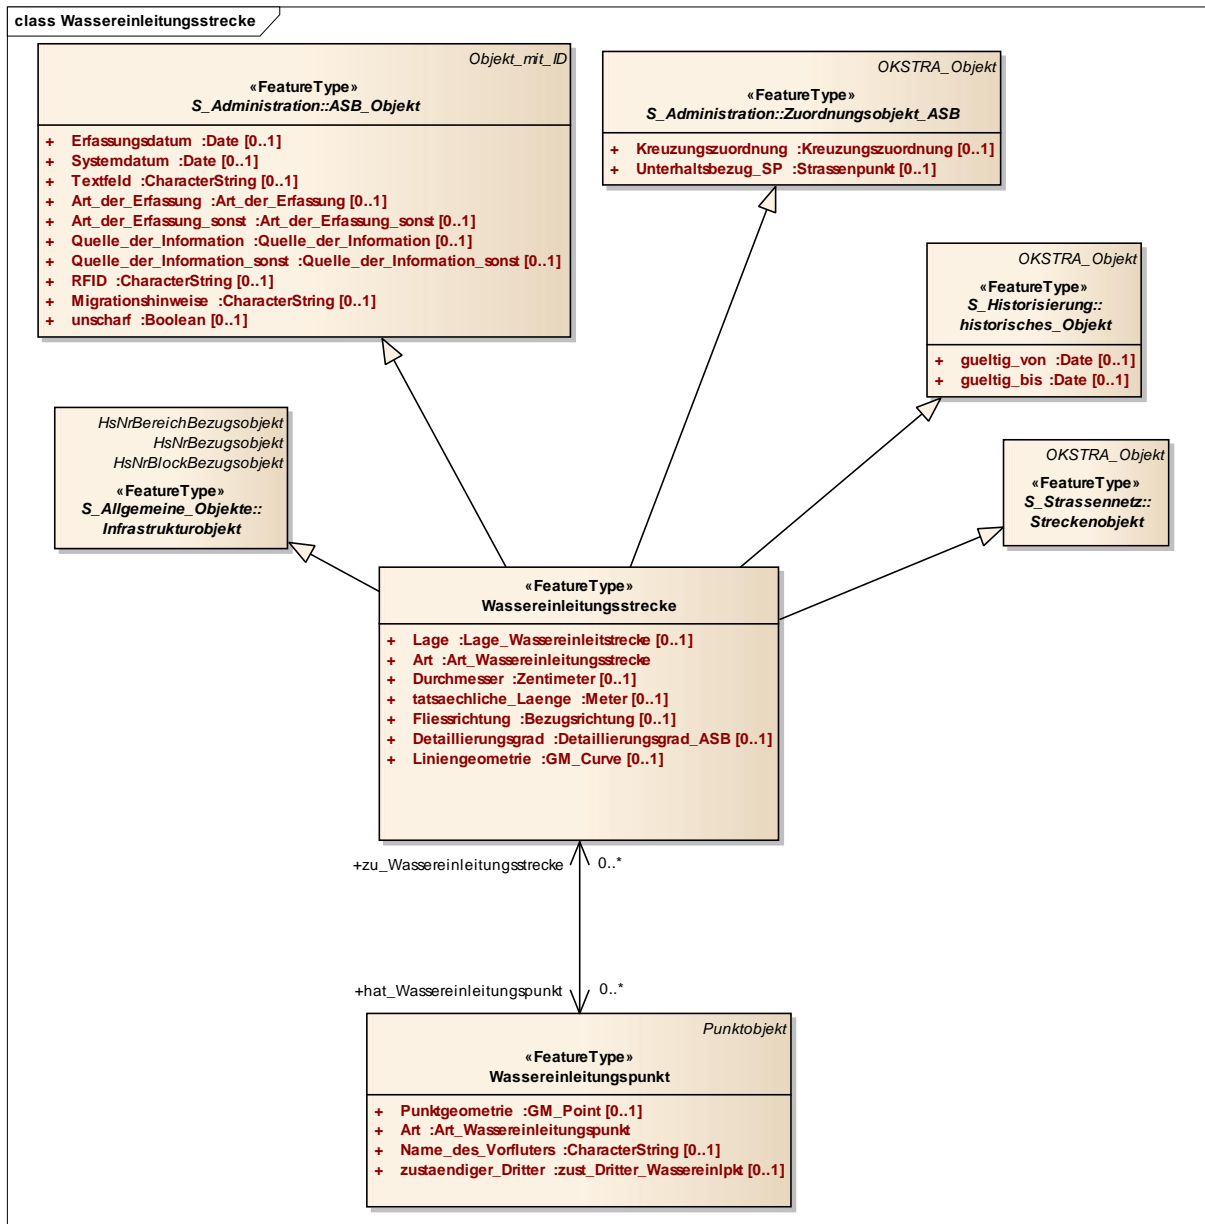 class Wassereinleitungsstrecke
Objekt_mit_ID
«FeatureType»
S_Administration::ASB_Objekt
+ Erfassungsdatum :Date [0..1]
+ Systemdatum :Date [0..1]
+ Textfeld :CharacterString [0..1]
+ Art_der_Erfassung :Art_der_Erfassung [0..1]
+ Art_der_Erfassung_sonst :Art_der_Erfassung_sonst [0..1]
+ Quelle_der_Information :Quelle_der_Information [0..1]
+ Quelle_der_Information_sonst :Quelle_der_Information_sonst [0..1]
+ RFID :CharacterString [0..1]
+ Migrationshinweise :CharacterString [0..1]
+ unscharf :Boolean [0..1]
OKSTRA_Objekt
«FeatureType»
S_Administration::Zuordnungsobjekt_ASB
+ Kreuzungszuordnung :Kreuzungszuordnung [0..1]
+ Unterhaltsbezug_SP :Strassenpunkt [0..1]
OKSTRA_Objekt
«FeatureType»
S_Historisierung::
historisches_Objekt
+ gueltig_von :Date [0..1]
+ gueltig_bis :Date [0..1]
HsNrBereichBezugsobjekt
HsNrBezugsobjekt
HsNrBlockBezugsobjekt
«FeatureType»
S_Allgemeine_Objekte::
Infrastrukturobjekt
OKSTRA_Objekt
«FeatureType»
S_Strassennetz::
Streckenobjekt
«FeatureType»
Wassereinleitungsstrecke
+ Lage :Lage_Wassereinleitstrecke [0..1]
+ Art :Art_Wassereinleitungsstrecke
+ Durchmesser :Zentimeter [0..1]
+ tatsaechliche_Laenge :Meter [0..1]
+ Fliessrichtung :Bezugsrichtung [0..1]
+ Detaillierungsgrad :Detaillierungsgrad_ASB [0..1]
+ Liniengeometrie :GM_Curve [0..1]
+zu_Wassereinleitungsstrecke 0..*
+hat_Wassereinleitungspunkt 0..*
Punktobjekt
«FeatureType»
Wassereinleitungspunkt
+ Punktgeometrie :GM_Point [0..1]
+ Art :Art_Wassereinleitungspunkt
+ Name_des_Vorfluters :CharacterString [0..1]
+ zustaendiger_Dritter :zust_Dritter_Wassereinlpkt [0..1]